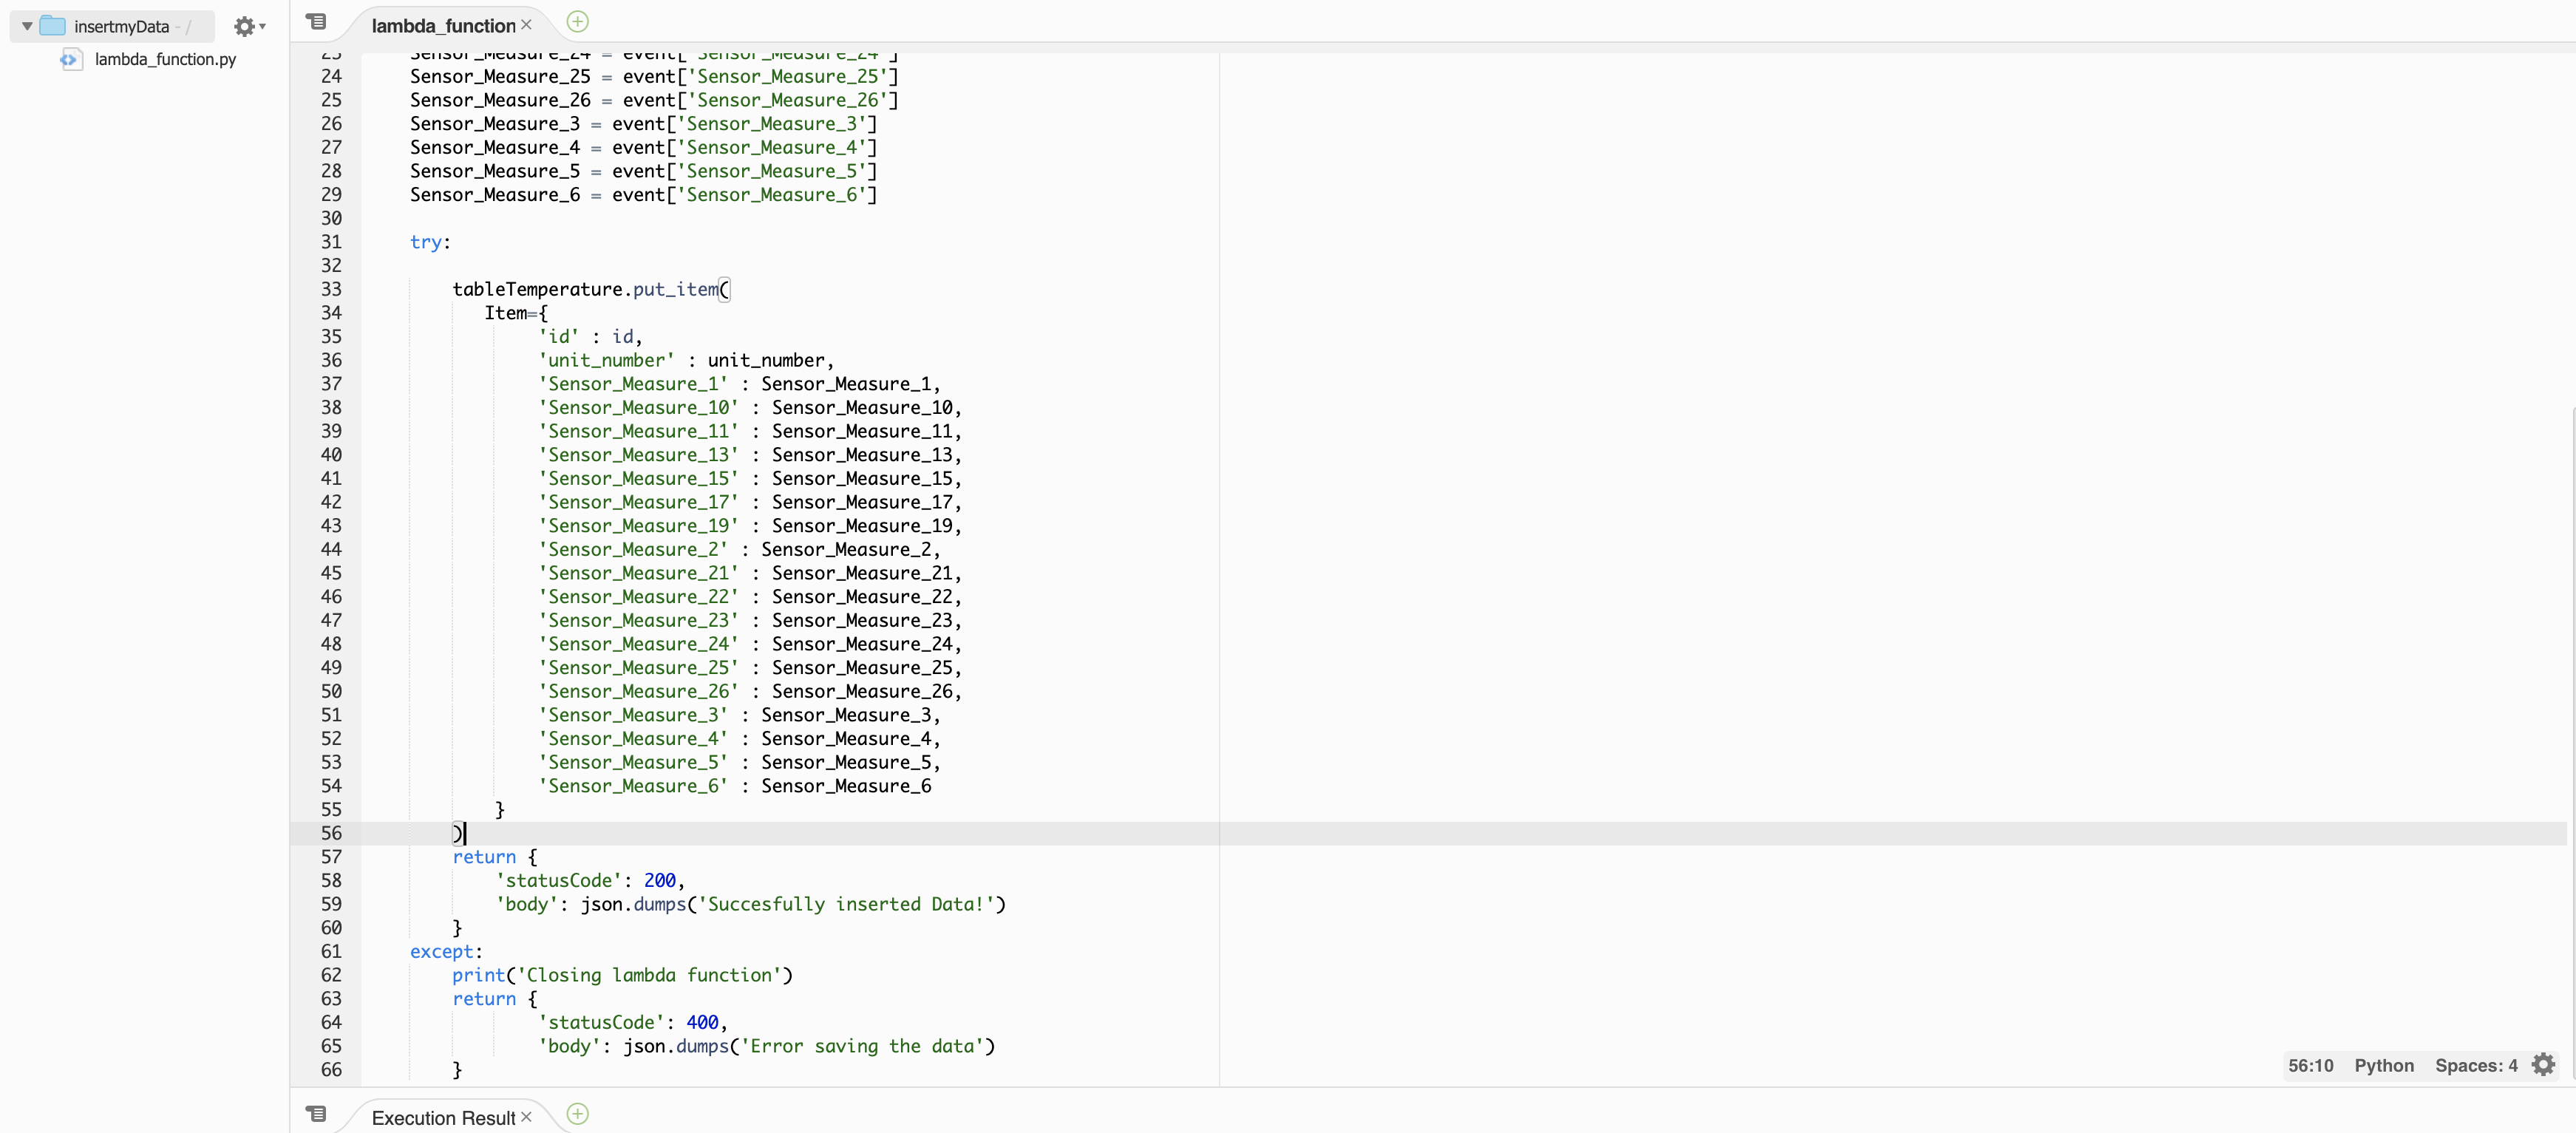 insertmyData - /
lambda_function.py
lambda_function ×
23 Sensor_Measure_24 = event['Sensor_Measure_24']
24 Sensor_Measure_25 = event['Sensor_Measure_25']
25 Sensor_Measure_26 = event['Sensor_Measure_26']
26 Sensor_Measure_3 = event['Sensor_Measure_3']
27 Sensor_Measure_4 = event['Sensor_Measure_4']
28 Sensor_Measure_5 = event['Sensor_Measure_5']
29 Sensor_Measure_6 = event['Sensor_Measure_6']
30
31 try:
32
33 tableTemperature.put_item(
34 Item={
35 'id' : id,
36 'unit_number' : unit_number,
37 'Sensor_Measure_1' : Sensor_Measure_1,
38 'Sensor_Measure_10' : Sensor_Measure_10,
39 'Sensor_Measure_11' : Sensor_Measure_11,
40 'Sensor_Measure_13' : Sensor_Measure_13,
41 'Sensor_Measure_15' : Sensor_Measure_15,
42 'Sensor_Measure_17' : Sensor_Measure_17,
43 'Sensor_Measure_19' : Sensor_Measure_19,
44 'Sensor_Measure_2' : Sensor_Measure_2,
45 'Sensor_Measure_21' : Sensor_Measure_21,
46 'Sensor_Measure_22' : Sensor_Measure_22,
47 'Sensor_Measure_23' : Sensor_Measure_23,
48 'Sensor_Measure_24' : Sensor_Measure_24,
49 'Sensor_Measure_25' : Sensor_Measure_25,
50 'Sensor_Measure_26' : Sensor_Measure_26,
51 'Sensor_Measure_3' : Sensor_Measure_3,
52 'Sensor_Measure_4' : Sensor_Measure_4,
53 'Sensor_Measure_5' : Sensor_Measure_5,
54 'Sensor_Measure_6' : Sensor_Measure_6
55 }
56 )
57 return {
58 'statusCode': 200,
59 'body': json.dumps('Succesfully inserted Data!')
60 }
61 except:
62 print('Closing lambda function')
63 return {
64 'statusCode': 400,
65 'body': json.dumps('Error saving the data')
66 }
56:10 Python Spaces: 4
Execution Result ×